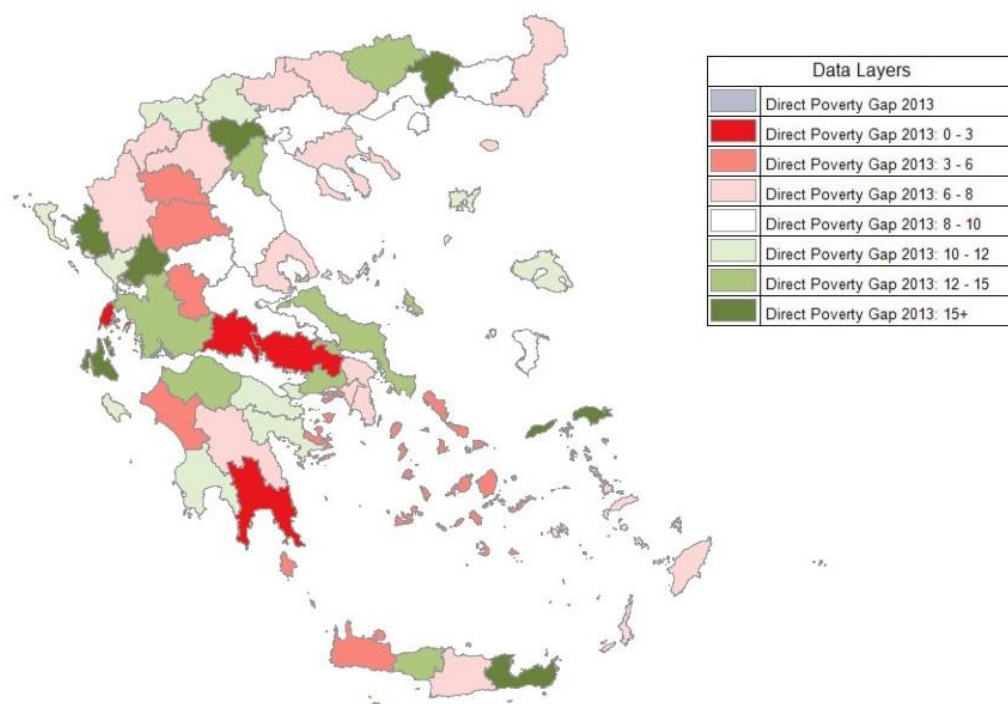 Data Layers
Direct Poverty Gap 2013
Direct Poverty Gap 2013: 0 - 3
Direct Poverty Gap 2013: 3 - 6
Direct Poverty Gap 2013: 6 - 8
Direct Poverty Gap 2013: 8 - 10
Direct Poverty Gap 2013: 10 - 12
Direct Poverty Gap 2013: 12 - 15
Direct Poverty Gap 2013: 15+